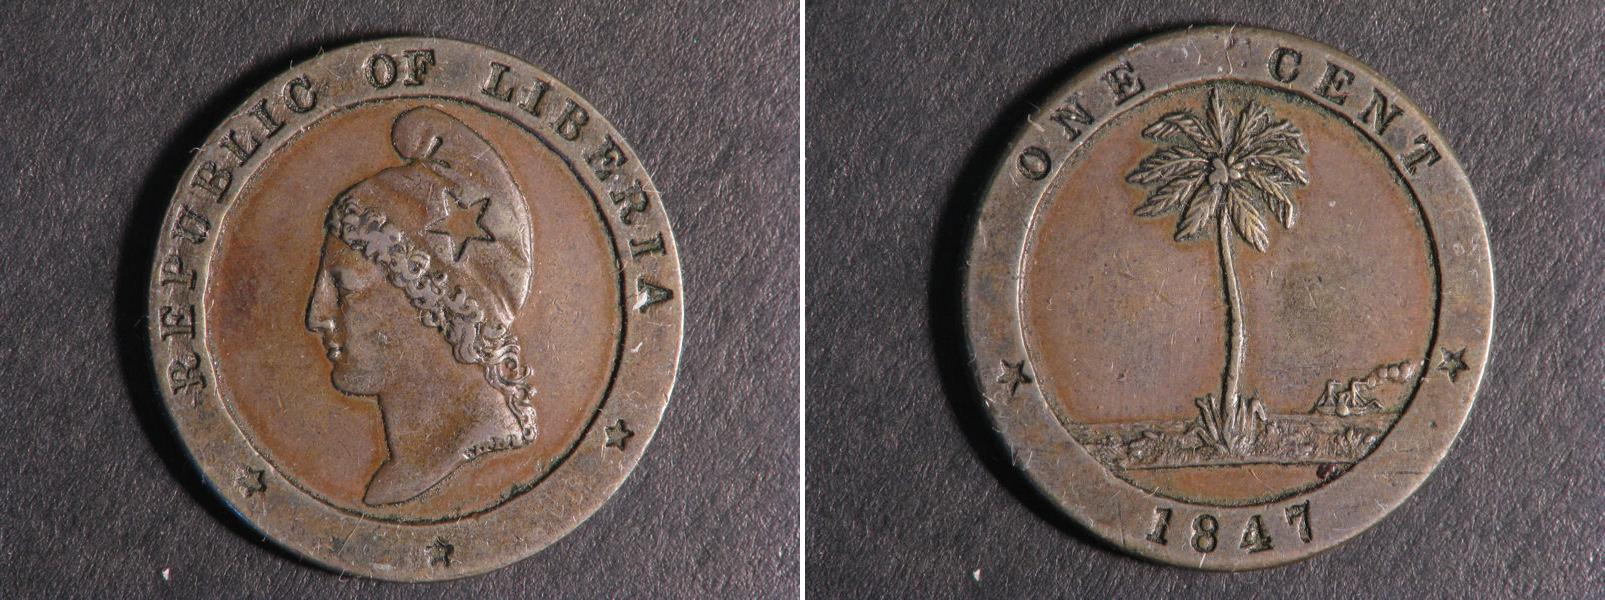 REPUBLIC OF LIBERIA
ONE CENT
1847